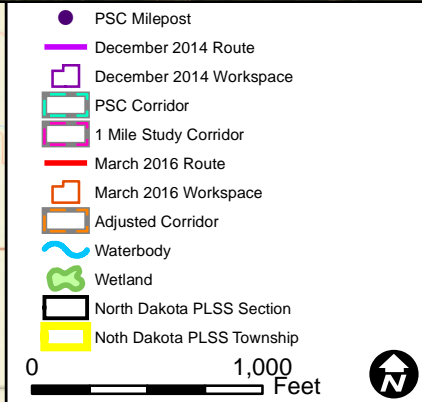 PSC Milepost
December 2014 Route
December 2014 Workspace
PSC Corridor
1 Mile Study Corridor
March 2016 Route
March 2016 Workspace
Adjusted Corridor
Waterbody
Wetland
North Dakota PLSS Section
Noth Dakota PLSS Township
0 1,000
Feet
N